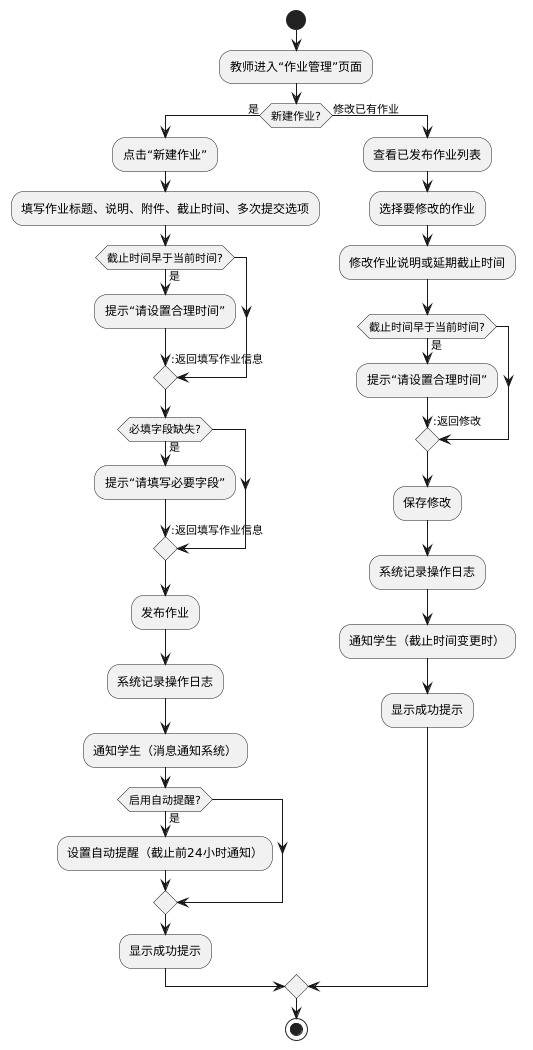 教师进入“作业管理”页面
新建作业?
是
修改已有作业
点击“新建作业”
填写作业标题、说明、附件、截止时间、多次提交选项
截止时间早于当前时间?
是
提示“请设置合理时间”
:返回填写作业信息
必填字段缺失?
是
提示“请填写必要字段”
:返回填写作业信息
发布作业
系统记录操作日志
通知学生（消息通知系统）
启用自动提醒?
是
设置自动提醒（截止前24小时通知）
显示成功提示
查看已发布作业列表
选择要修改的作业
修改作业说明或延期截止时间
截止时间早于当前时间?
是
提示“请设置合理时间”
:返回修改
保存修改
系统记录操作日志
通知学生（截止时间变更时）
显示成功提示